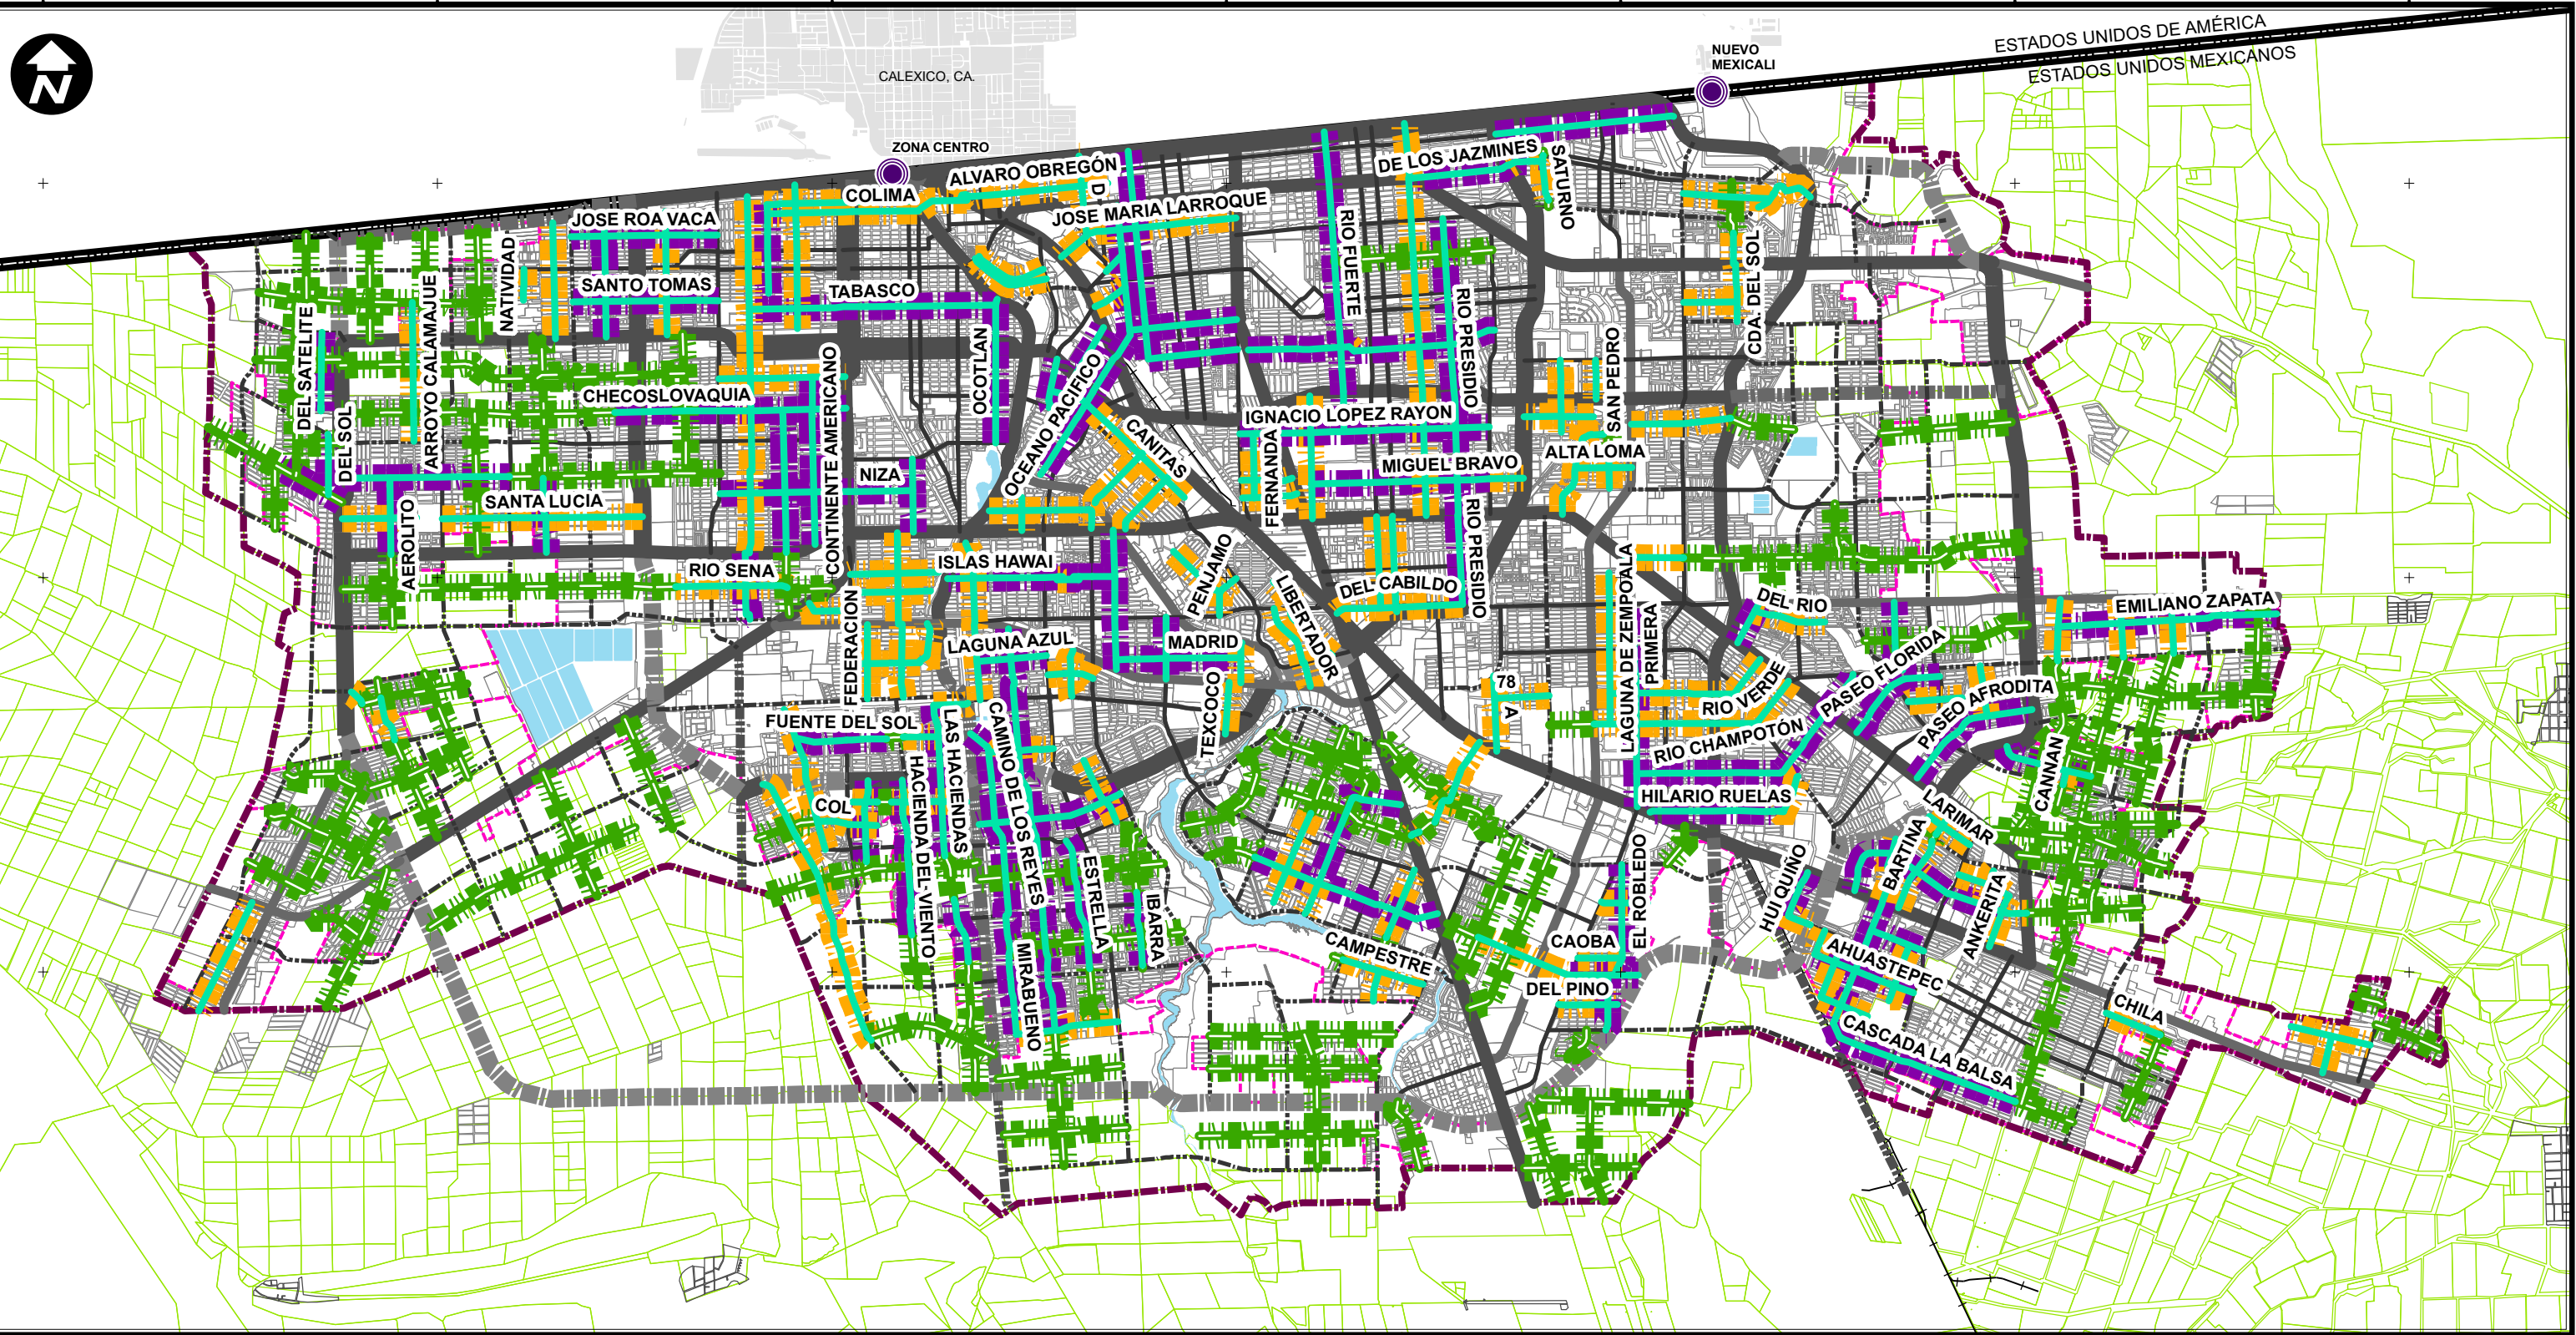 ESTADOS UNIDOS DE AMÉRICA
ESTADOS UNIDOS MEXICANOS
NUEVO
MEXICALI
N
CALEXICO, CA.
ZONA CENTRO
ALVARO OBREGÓN
D
DE LOS JAZMINES
SATURNO
COLIMA
JOSE MARIA LARROQUE
JOSE ROA VACA
NATIVIDAD
RIO FUERTE
CDA. DEL SOL
SANTO TOMAS
TABASCO
ARROYO CALAMAJUE
DEL SATELITE
OCOTLAN
RIO PRESIDIO
SAN PEDRO
CONTINENTE AMERICANO
OCEANO PACIFICO
CHECOSLOVAQUIA
IGNACIO LOPEZ RAYON
CANITAS
DEL SOL
FERNANDA
ALTA LOMA
MIGUEL BRAVO
NIZA
SANTA LUCIA
AEROLITO
RIO PRESIDIO
RIO SENA
ISLAS HAWAI
PENJAMO
LIBERTADOR
DEL CABILDO
LAGUNA DE ZEMPOALA
PRIMERA
DEL RIO
EMILIANO ZAPATA
FEDERACION
LAGUNA AZUL
MADRID
TEXCOCO
78
A
RIO VERDE
PASEO FLORIDA
PASEO AFRODITA
FUENTE DEL SOL
LAS HACIENDAS
CAMINO DE LOS REYES
RIO CHAMPOTÓN
CANNAN
COL
HACIENDA DEL VIENTO
HILARIO RUELAS
LARIMAR
BARTINA
HUIQUIÑO
ANKERITA
EL ROBLEDO
ESTRELLA
IBARRA
MIRABUENO
CAMPESTRE
CAOBA
DEL PINO
AHUASTEPEC
CHILA
CASCADA LA BALSA